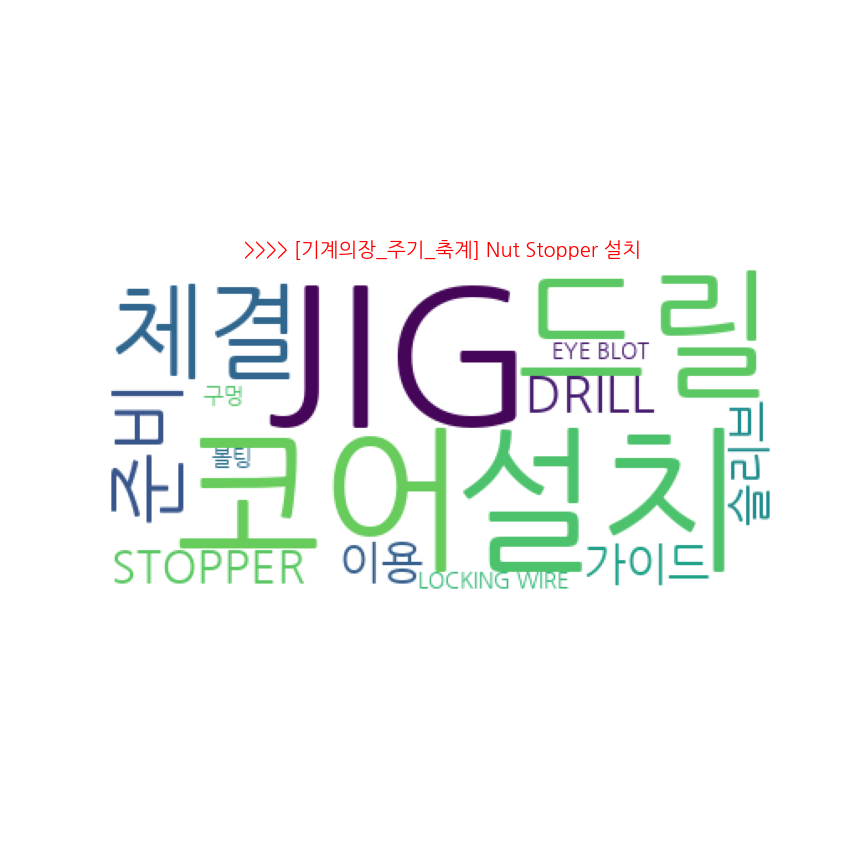 >>>> [기계의장_주기_축계] Nut Stopper 설치
체결
JIG
드릴
EYE BLOT
DRILL
구멍
준비
볼팅
코어
설치
슬리브
STOPPER
이용
LOCKING WIRE
가이드